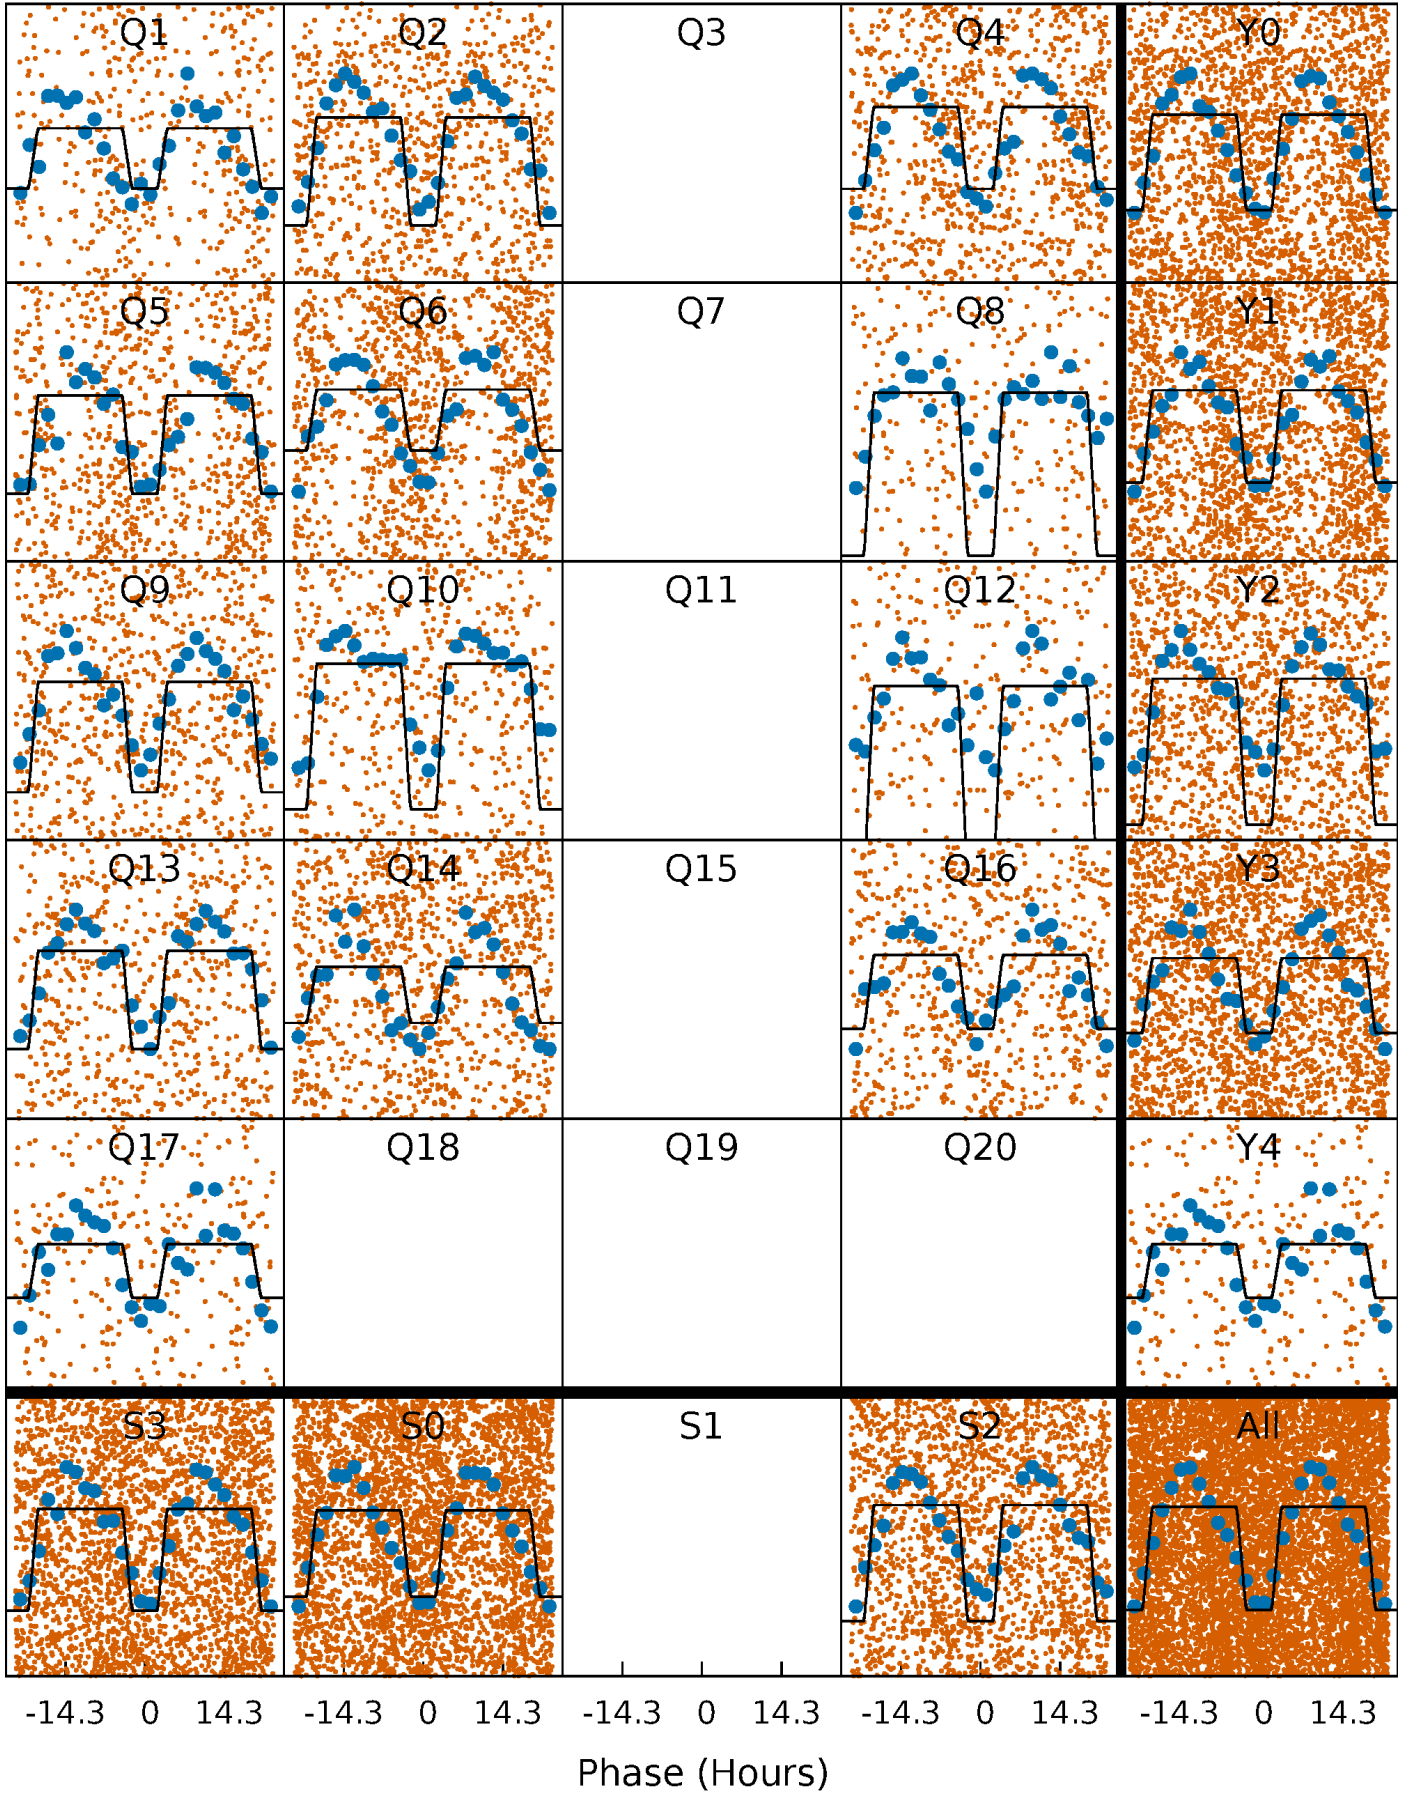 Q1 Q2 Q3 Q4 Y0
Q5 Q6 Q7 Q8 Y1
Q9 Q10 Q11 Q12 Y2
Q13 Q14 Q15 Q16 Y3
Q17 Q18 Q19 Q20 Y4
S3 S0 S1 S2 All
-14.3 0 14.3 -14.3 0 14.3 -14.3 0 14.3 -14.3 0 14.3 -14.3 0 14.3
Phase (Hours)